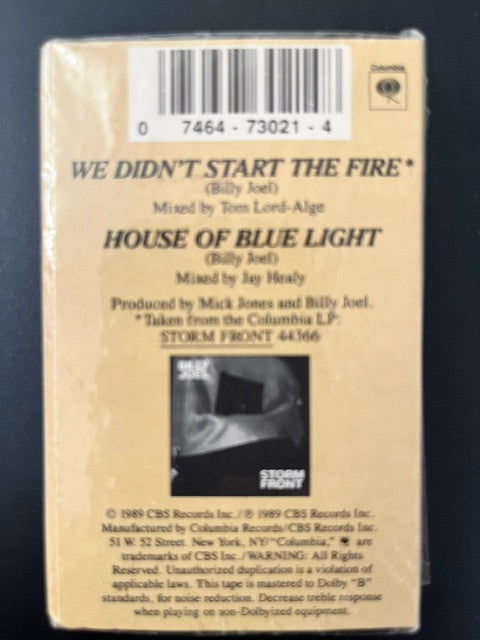 Columbia
0 7464 - 73021 - 4
WE DIDN'T START THE FIRE*
(Billy Joel)
Mixed by Tom Lord-Alge
HOUSE OF BLUE LIGHT
(Billy Joel)
Mixed by Jay Healy
Produced by Mick Jones and Billy Joel.
*Taken from the Columbia LP:
STORM FRONT 44366
BILLY
JOEL
STORM
FRONT
© 1989 CBS Records Inc./℗ 1989 CBS Records Inc.
Manufactured by Columbia Records/CBS Records Inc.
51 W. 52 Street, New York, NY/"Columbia," are
trademarks of CBS Inc./WARNING: All Rights
Reserved. Unauthorized duplication is a violation of
applicable laws. This tape is mastered to Dolby "B"
standards, for noise reduction. Decrease treble response
when playing on non-Dolbyized equipment.